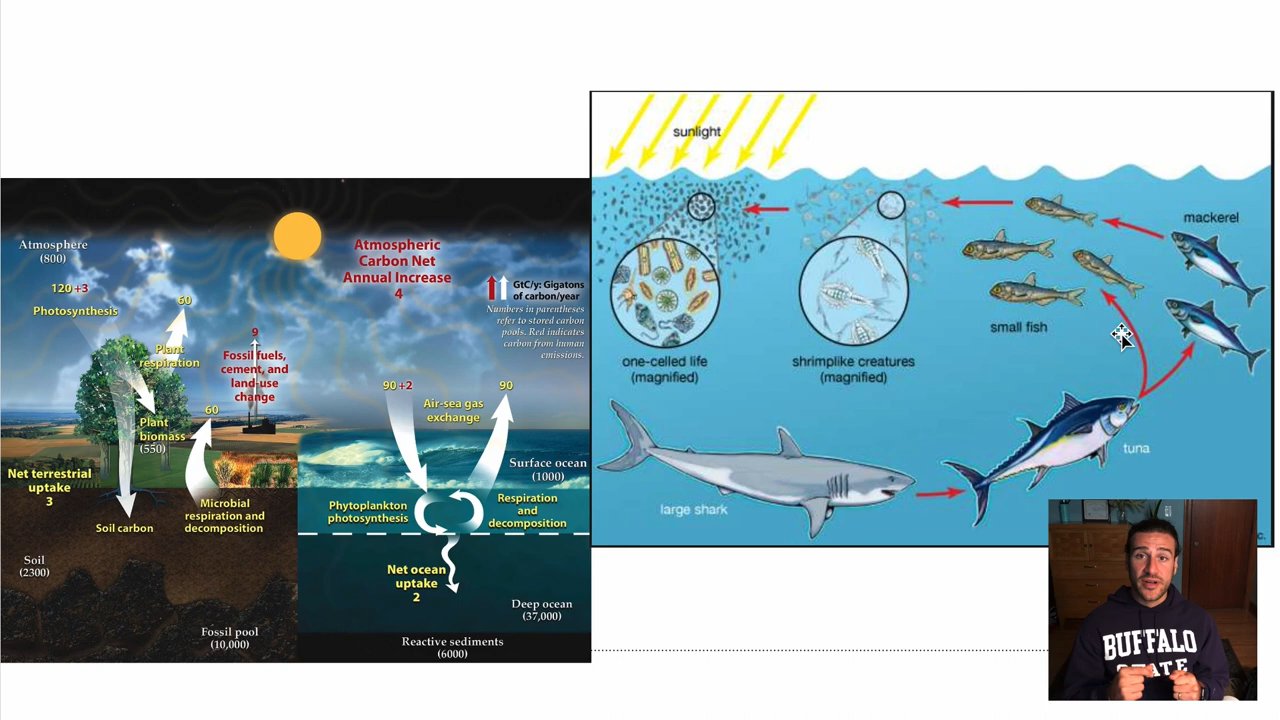 Atmosphere
(800)
120 +3
Photosynthesis
60
Plant
respiration
Plant
biomass
(550)
9
Fossil fuels,
cement, and
land-use
change
60
Net terrestrial
uptake
3
Soil carbon
Microbial
respiration and
decomposition
Soil
(2300)
Fossil pool
(10,000)
Atmospheric
Carbon Net
Annual Increase
4
GtC/y: Gigatons
of carbon/year
Numbers in parentheses
refer to stored carbon
pools. Red indicates
carbon from human
emissions.
90 +2
90
Air-sea gas
exchange
Surface ocean
(1000)
Phytoplankton
photosynthesis
Respiration
and
decomposition
Net ocean
uptake
2
Deep ocean
(37,000)
Reactive sediments
(6000)
sunlight
one-celled life
(magnified)
shrimplike creatures
(magnified)
small fish
mackerel
tuna
large shark
c.
BUFFALO
STATE